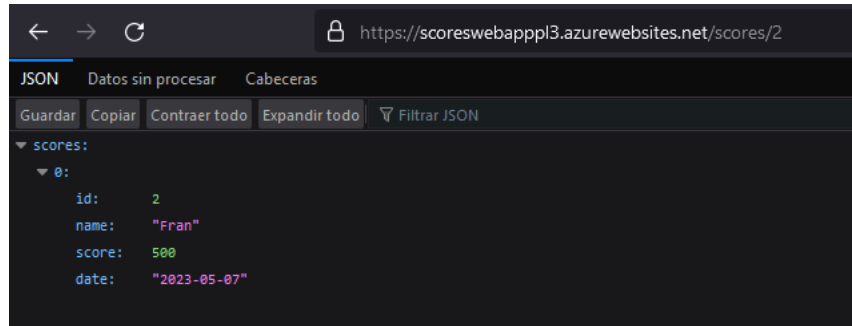 https://scoreswebapppl3.azurewebsites.net/scores/2
JSON Datos sin procesar Cabeceras
Guardar Copiar Contraer todo Expandir todo Filtrar JSON
scores:
0:
id: 2
name: "Fran"
score: 500
date: "2023-05-07"